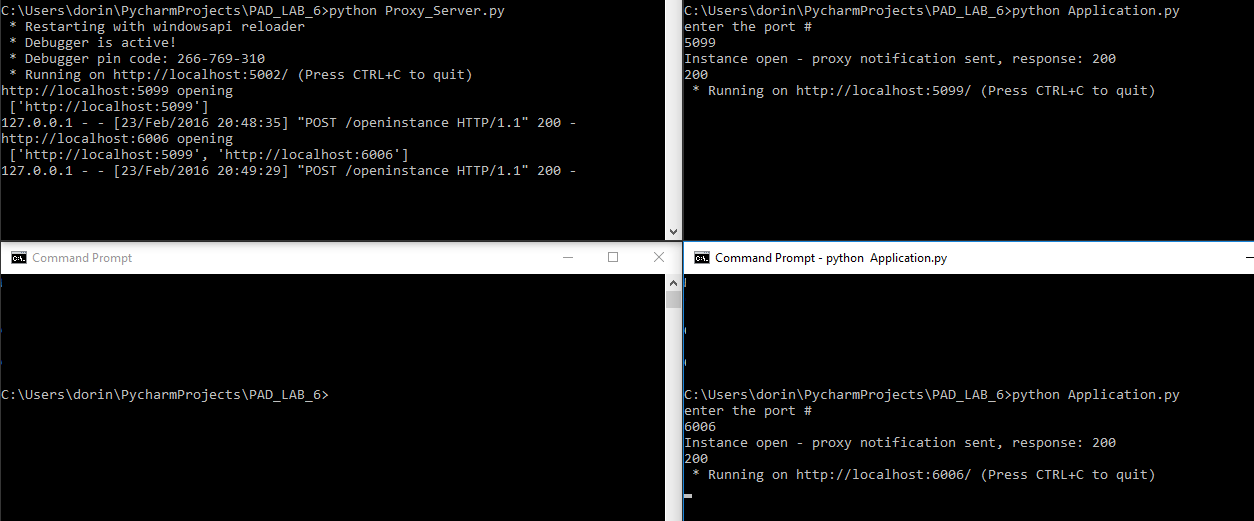 C:\Users\dorin\PycharmProjects\PAD_LAB_6>python Proxy_Server.py
 * Restarting with windowsapi reloader
 * Debugger is active!
 * Debugger pin code: 266-769-310
 * Running on http://localhost:5002/ (Press CTRL+C to quit)
http://localhost:5099 opening
 ['http://localhost:5099']
127.0.0.1 - - [23/Feb/2016 20:48:35] "POST /openinstance HTTP/1.1" 200 -
http://localhost:6006 opening
 ['http://localhost:5099', 'http://localhost:6006']
127.0.0.1 - - [23/Feb/2016 20:49:29] "POST /openinstance HTTP/1.1" 200 -
C:\Users\dorin\PycharmProjects\PAD_LAB_6>python Application.py
enter the port #
5099
Instance open - proxy notification sent, response: 200
200
 * Running on http://localhost:5099/ (Press CTRL+C to quit)
Command Prompt
C:\Users\dorin\PycharmProjects\PAD_LAB_6>
Command Prompt - python  Application.py
C:\Users\dorin\PycharmProjects\PAD_LAB_6>python Application.py
enter the port #
6006
Instance open - proxy notification sent, response: 200
200
 * Running on http://localhost:6006/ (Press CTRL+C to quit)